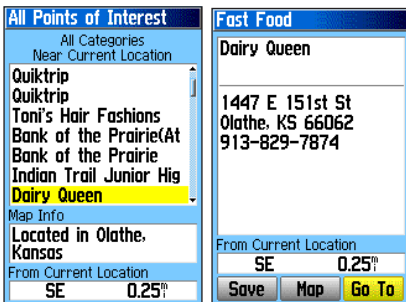 All Points of Interest
All Categories
Near Current Location
Quiktrip
Quiktrip
Toni's Hair Fashions
Bank of the Prairie(At
Bank of the Prairie
Indian Trail Junior Hig
Dairy Queen
Map Info
Located in Olathe,
Kansas
From Current Location
SE 0.25mi
Fast Food
Dairy Queen
1447 E 151st St
Olathe, KS 66062
913-829-7874
From Current Location
SE 0.25mi
Save Map Go To